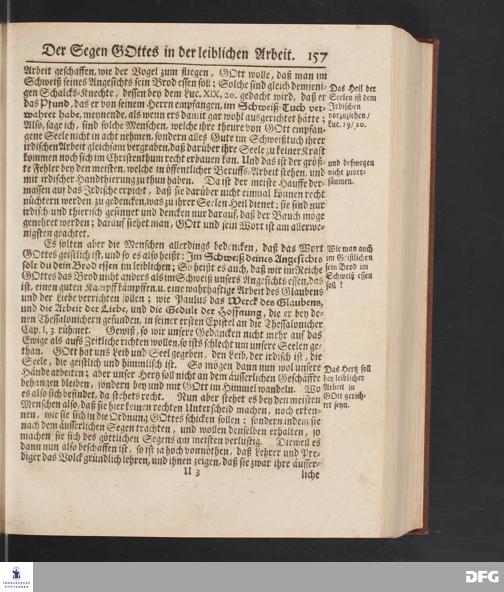 Der Segen GOttes in der leiblichen Arbeit. 157
Arbeit geschaffen, wie der Vogel zum fliegen, GOtt wolle, daß man im
Schweiß seines Angesichts sein Brod essen soll; Solche sind gleich demjeni-
gen Schalcks-Knechte, dessen bey dem Luc. XIX, 20. gedacht wird, daß er
das Pfund, das er von seinem Herrn empfangen, im Schweiß-Tuch ver-
wahret habe, meynende, als wenn ers damit gar wohl ausgerichtet hätte:
Also, sage ich, sind solche Menschen, welche ihre theure von GOtt empfan-
gene Seele nicht in acht nehmen, sondern alles Gute im Schweißtuch ihrer
irdischen Arbeit gleichsam vergraben, daß darüber ihre Seele zu keiner Kraft
kommen noch sich im Christenthum recht erbauen kan. Und das ist der größ-
te Fehler bey den meisten, welche in öffentlicher Beruffs-Arbeit stehen, und
mit irdischer Handthierung zu thun haben. Da ist der meiste Hauffe der-
massen auf das Irdische erpicht, daß sie darüber nicht einmal können recht
nüchtern werden, zu gedencken, was zu ihrer Seelen Heil dienet; sie sind nur
irdisch und thierisch gesinnet und dencken nur darauf, daß der Bauch möge
genehret werden; darauf siehet man, GOtt und sein Wort ist am allerwe-
nigsten geachtet.
Das Heil der
Seelen ist dem
Irdischen
vorzuziehen/
Luc. 19/20.
und deßwegen
nicht zuver-
säumen.
Es solten aber die Menschen allerdings bedencken, daß das Wort
GOttes geistlich ist, und so es also heißt: Im Schweiß deines Angesichts
solt du dein Brod essen im leiblichen; So heißt es auch, daß wir im Reiche
GOttes das Brod nicht anders als im Schweiß unsers Angesichts essen, das
ist, einen guten Kampff kämpffen, u. eine wahrhaftige Arbeit des Glaubens
und der Liebe verrichten sollen; wie Paulus das Werck des Glaubens,
und die Arbeit der Liebe, und die Gedult der Hoffnung, die er bey de-
nen Thessalonichern gefunden, in seiner ersten Epistel an die Thessalonicher
Cap. I, 3. rühmet. Gewiß, so wir unsere Gedancken nicht mehr auf das
Ewige als aufs Zeitliche richten wollen, so ists schlecht um unsere Seelen ge-
than. GOtt hat uns Leib und Seel gegeben, den Leib, der irdisch ist, die
Seele, die geistlich und himmlisch ist. So mögen dann nun wol unsere
Hände arbeiten; aber unser Hertz soll nicht an dem äusserlichen Geschäffte
behangen bleiben, sondern bey und mit GOtt im Himmel wandeln. Wo
es also sich befindet, da stehets recht. Nun aber stehet es bey den meisten
Menschen also, daß sie hier keinen rechten Unterscheid machen, noch erken-
nen, wie sie sich in die Ordnung GOttes schicken sollen: sondern indem sie
nach dem äusserlichen Segen trachten, und wollen denselben erhalten, so
machen sie sich des göttlichen Segens am meisten verlustig. Dieweil es
dann nun also beschaffen ist, so ist ja hoch vonnöthen, daß Lehrer und Pre-
diger das Volck gründlich lehren, und ihnen zeigen, daß sie zwar ihre äusser-
Wie man auch
im Geistlichen
sein Brod im
Schweiß essen
soll?
Das Hertz soll
bey leiblicher
Arbeit in
GOtt gerich-
tet seyn.
U 3
liche
FRANCKESCHE
STIFTUNGEN
DFG